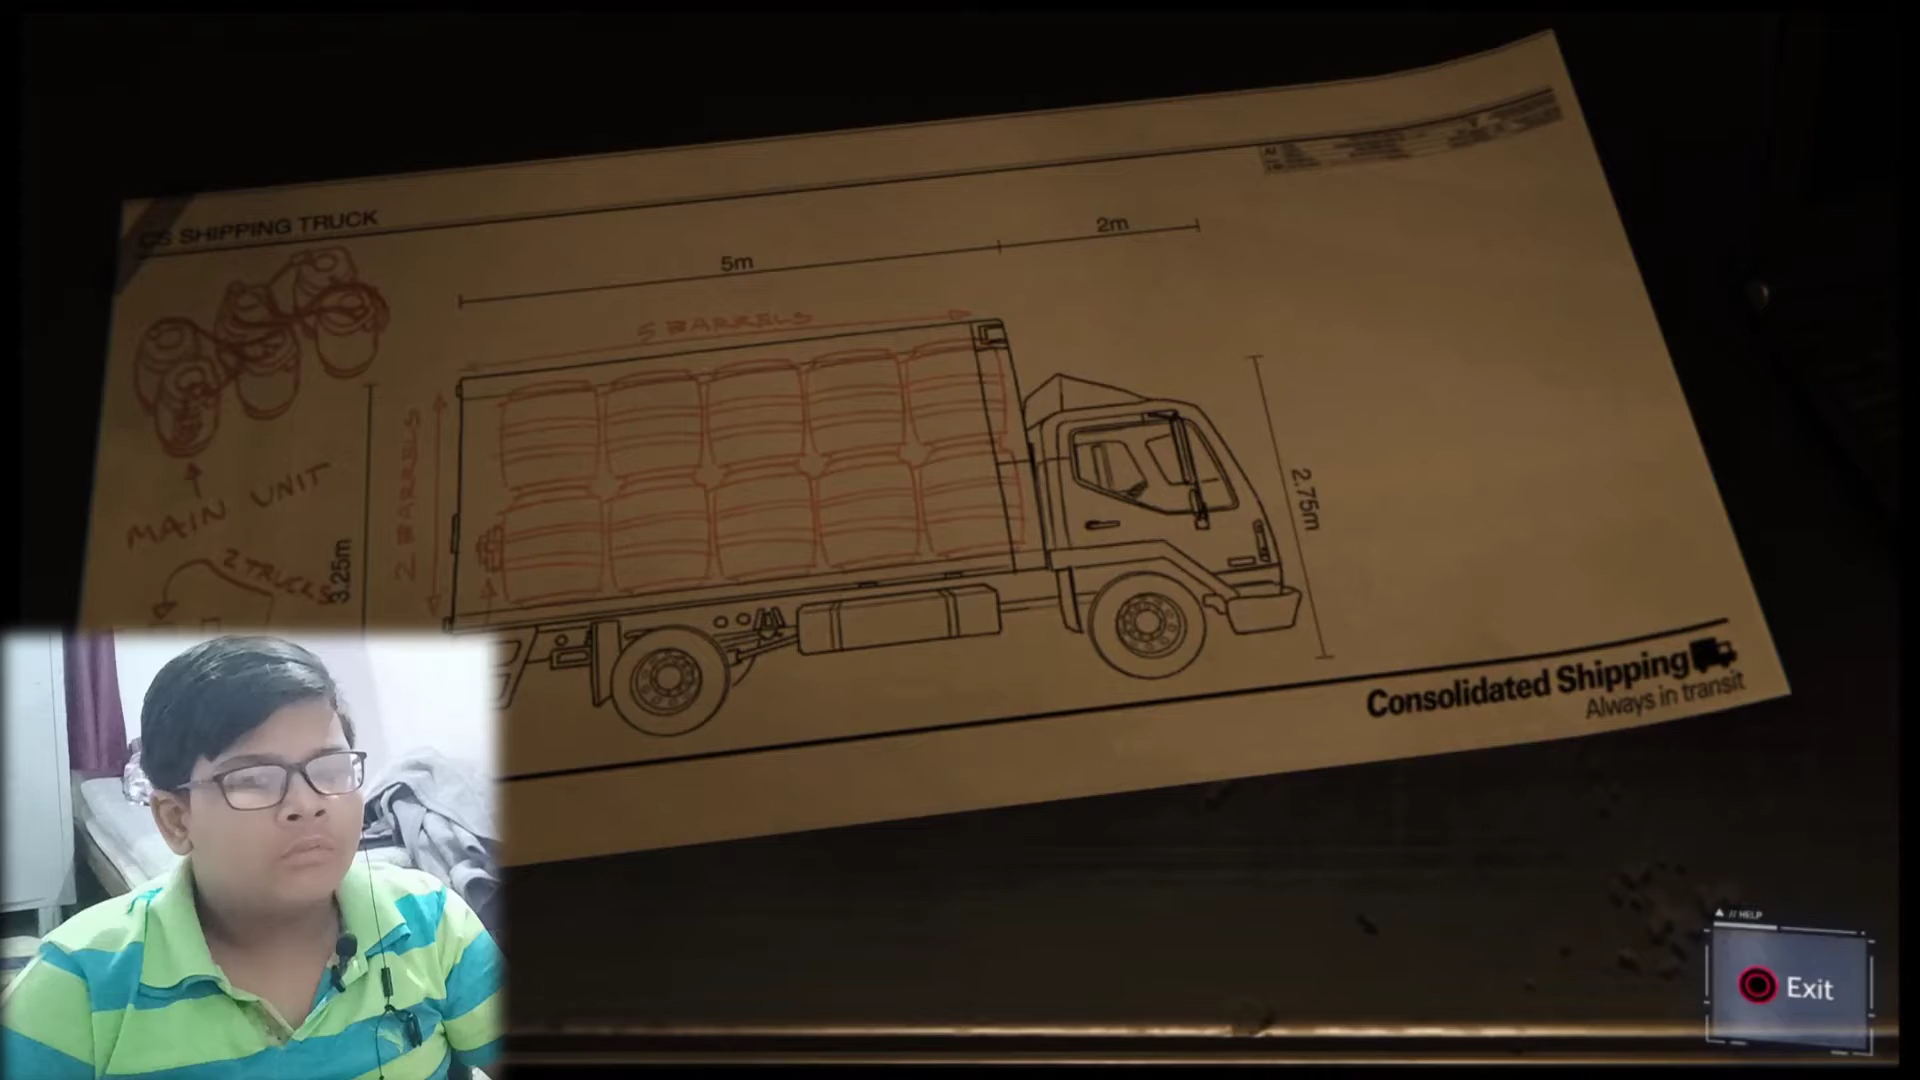 CS SHIPPING TRUCK
2m
5m
5 BARRELS
2 BARRELS
2.75m
MAIN UNIT
2 TRUCKS
3.25m
Consolidated Shipping
Always in transit
// HELP
Exit